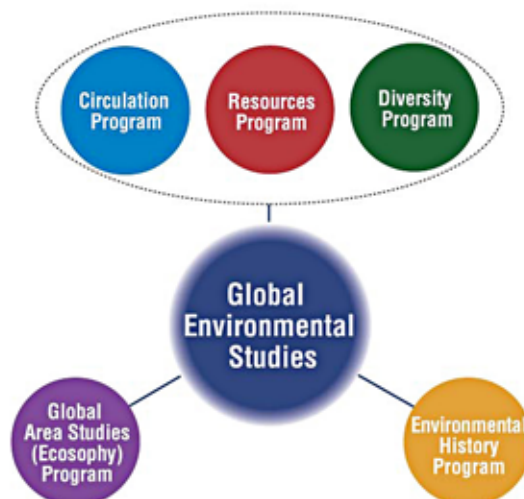 Circulation
Program
Resources
Program
Diversity
Program
Global
Environmental
Studies
Global
Area Studies
(Ecosophy)
Program
Environmental
History
Program